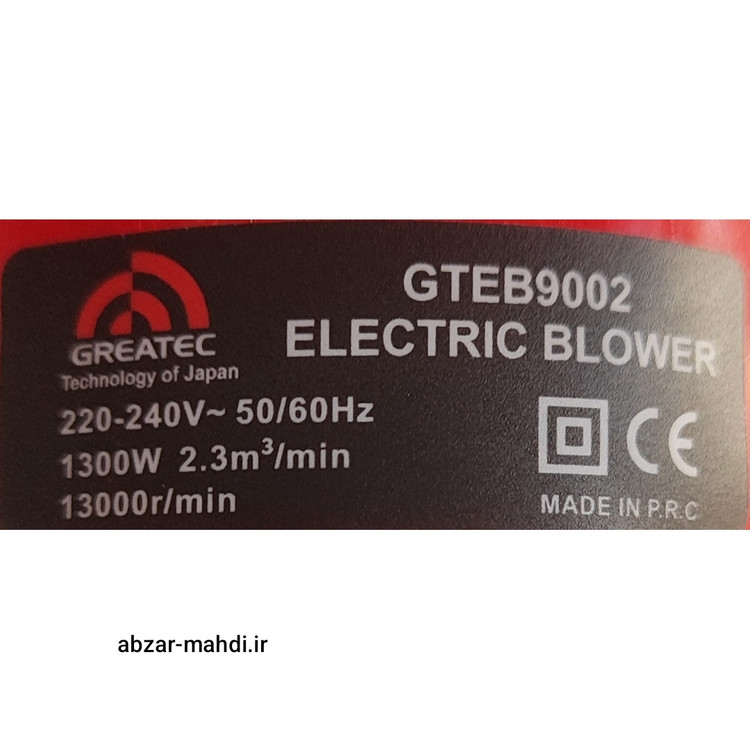 GREATEC
Technology of Japan
GTEB9002
ELECTRIC BLOWER
220-240V~ 50/60Hz
1300W 2.3m³/min
13000r/min
CE
MADE IN P.R.C
abzar-mahdi.ir